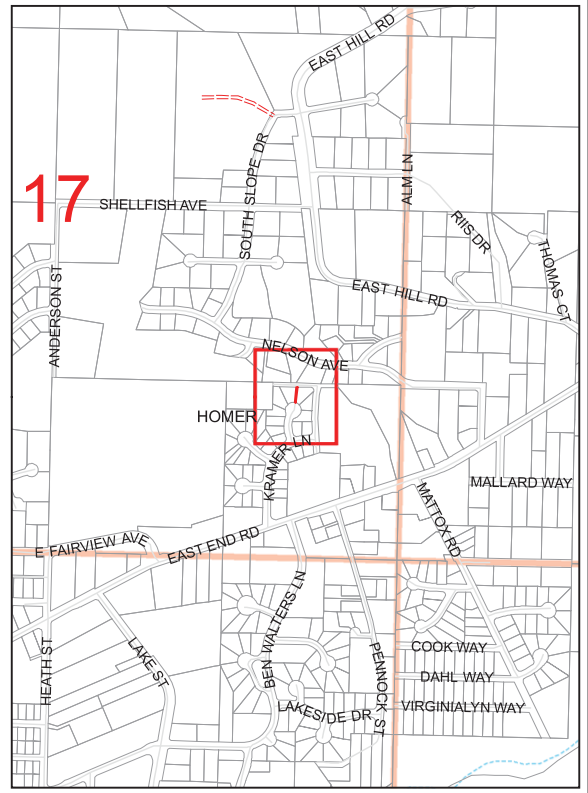 EAST HILL RD
ALM LN
SOUTH SLOPE DR
17
SHELLFISH AVE
RIIS DR
THOMAS CT
ANDERSON ST
EAST HILL RD
NELSON AVE
HOMER
KRAMER LN
MALLARD WAY
MATTOX RD
E FAIRVIEW AVE
EAST END RD
BEN WALTERS LN
HEATH ST
LAKE ST
PENNOCK ST
COOK WAY
DAHL WAY
LAKESIDE DR
VIRGINIALYN WAY